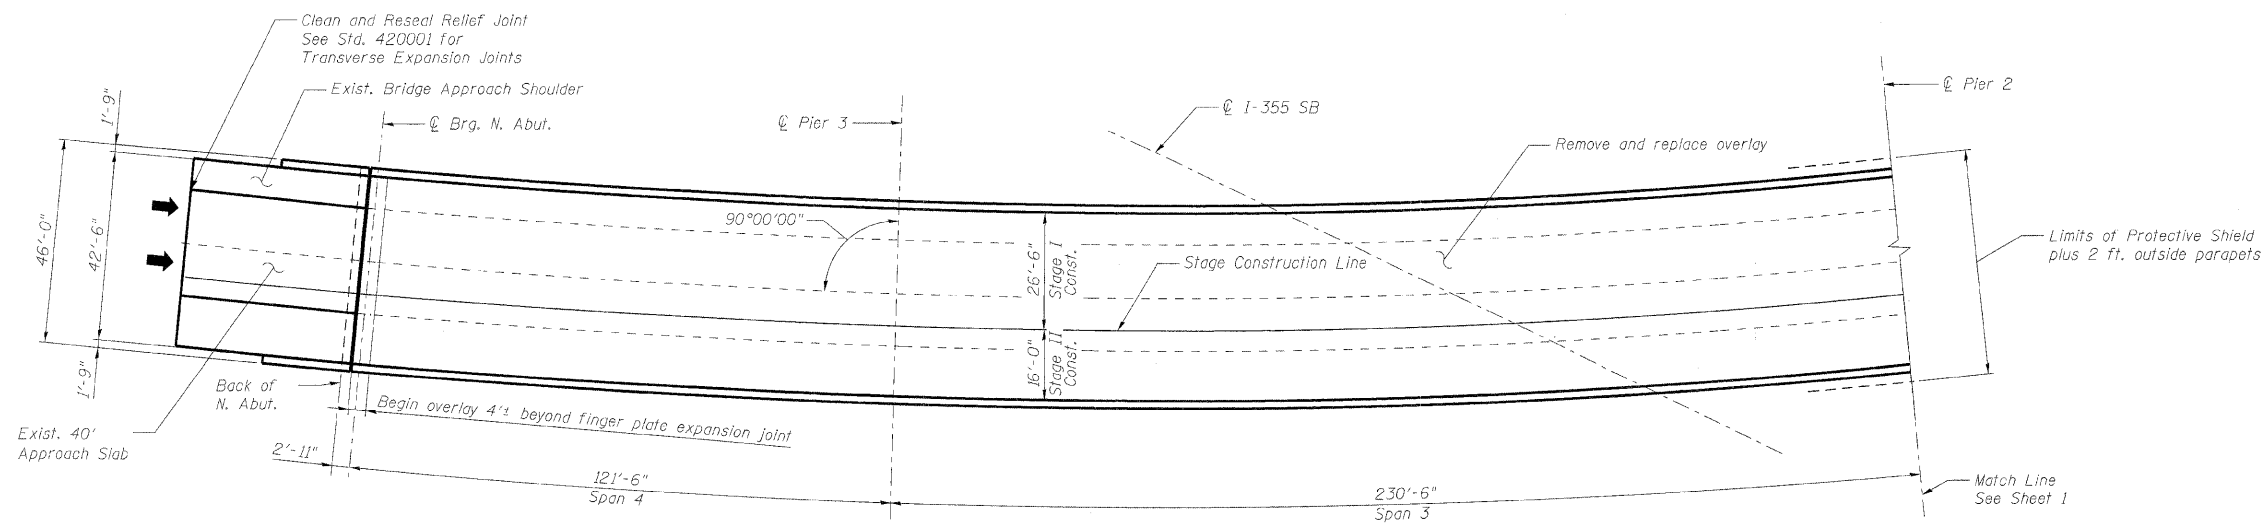 Clean and Reseal Relief Joint
See Std. 420001 for
Transverse Expansion Joints
Exist. Bridge Approach Shoulder
℄ Brg. N. Abut.
℄ Pier 3
℄ I-355 SB
℄ Pier 2
Remove and replace overlay
1'-9"
46'-0"
42'-6"
1'-9"
90°00'00"
26'-6"
Stage I
Const.
Stage Construction Line
16'-0"
Stage II
Const.
Limits of Protective Shield
plus 2 ft. outside parapets
Back of
N. Abut.
Begin overlay 4'± beyond finger plate expansion joint
Exist. 40'
Approach Slab
2'-11"
121'-6"
Span 4
230'-6"
Span 3
Match Line
See Sheet 1